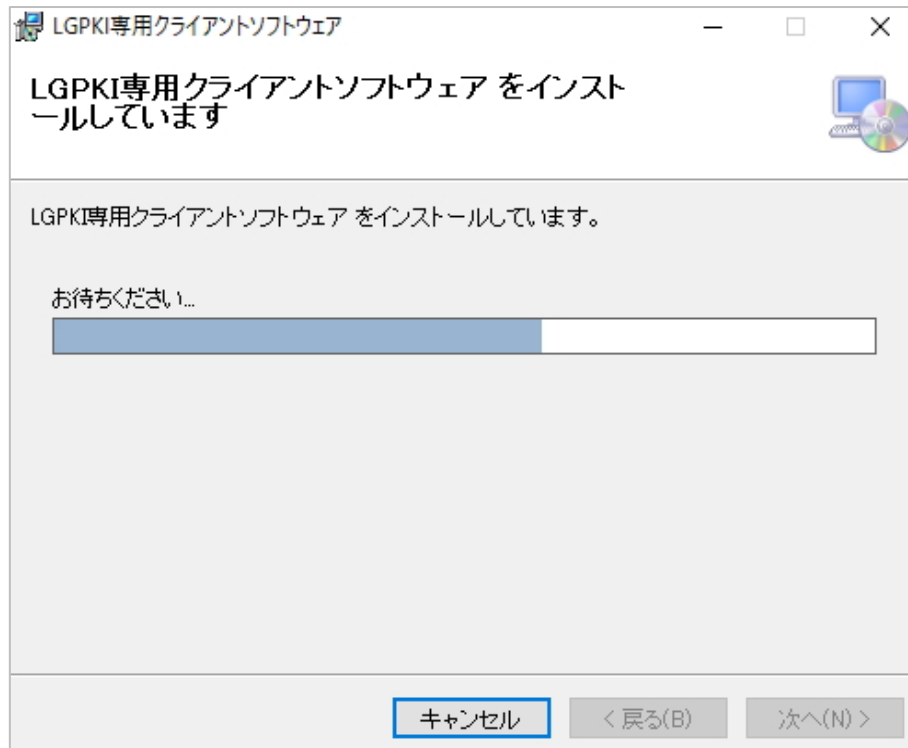 LGPKI専用クライアントソフトウェア
LGPKI専用クライアントソフトウェア をインスト
ールしています
LGPKI専用クライアントソフトウェア をインストールしています。
お待ちください...
キャンセル
< 戻る(B)
次へ(N) >